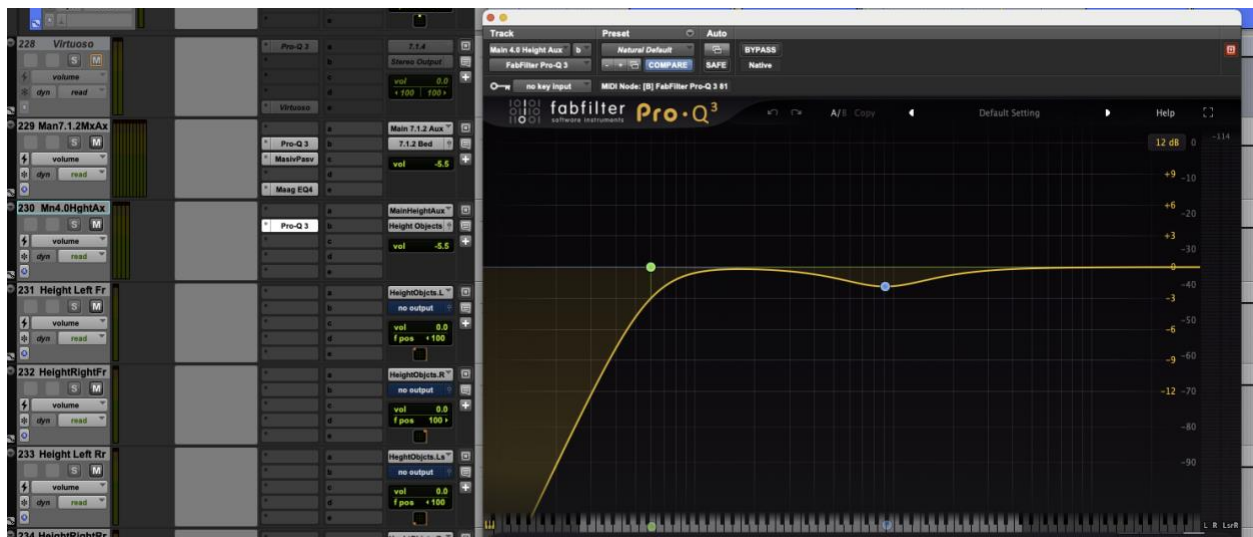 228 Virtuoso
S M
volume
dyn read
Pro-Q 3
Virtuoso
a
b
c
d
e
7.1.4
Stereo Output
vol 0.0
100 100
229 Man7.1.2MxAx
S M
volume
dyn read
Pro-Q 3
MasivPasv
Maag EQ4
a
b
c
d
e
Main 7.1.2 Aux
7.1.2 Bed
vol -5.5
230 Mn4.0HghtAx
S M
volume
dyn read
Pro-Q 3
a
b
c
d
e
MainHeightAux
Height Objects
vol -5.5
231 Height Left Fr
S M
volume
dyn read
a
b
c
d
e
HeightObjcts.L
no output
vol 0.0
f pos 100
232 HeightRightFr
S M
volume
dyn read
a
b
c
d
e
HeightObjcts.R
no output
vol 0.0
f pos 100
233 Height Left Rr
S M
volume
dyn read
a
b
c
d
e
HeghtObjcts.Ls
no output
vol 0.0
f pos 100
234 HeightRightRr
Track Preset Auto
Main 4.0 Height Aux b Natural Default BYPASS
FabFilter Pro-Q 3 - + COMPARE SAFE Native
no key input MIDI Node: [B] FabFilter Pro-Q 3 81
fabfilter
software instruments
Pro·Q3
A/B Copy Default Setting Help
12 dB 0 -114
+9 -10
+6 -20
+3 -30
0 -40
-3 -50
-6
-9 -60
-12 -70
-80
-90
L R LsrR